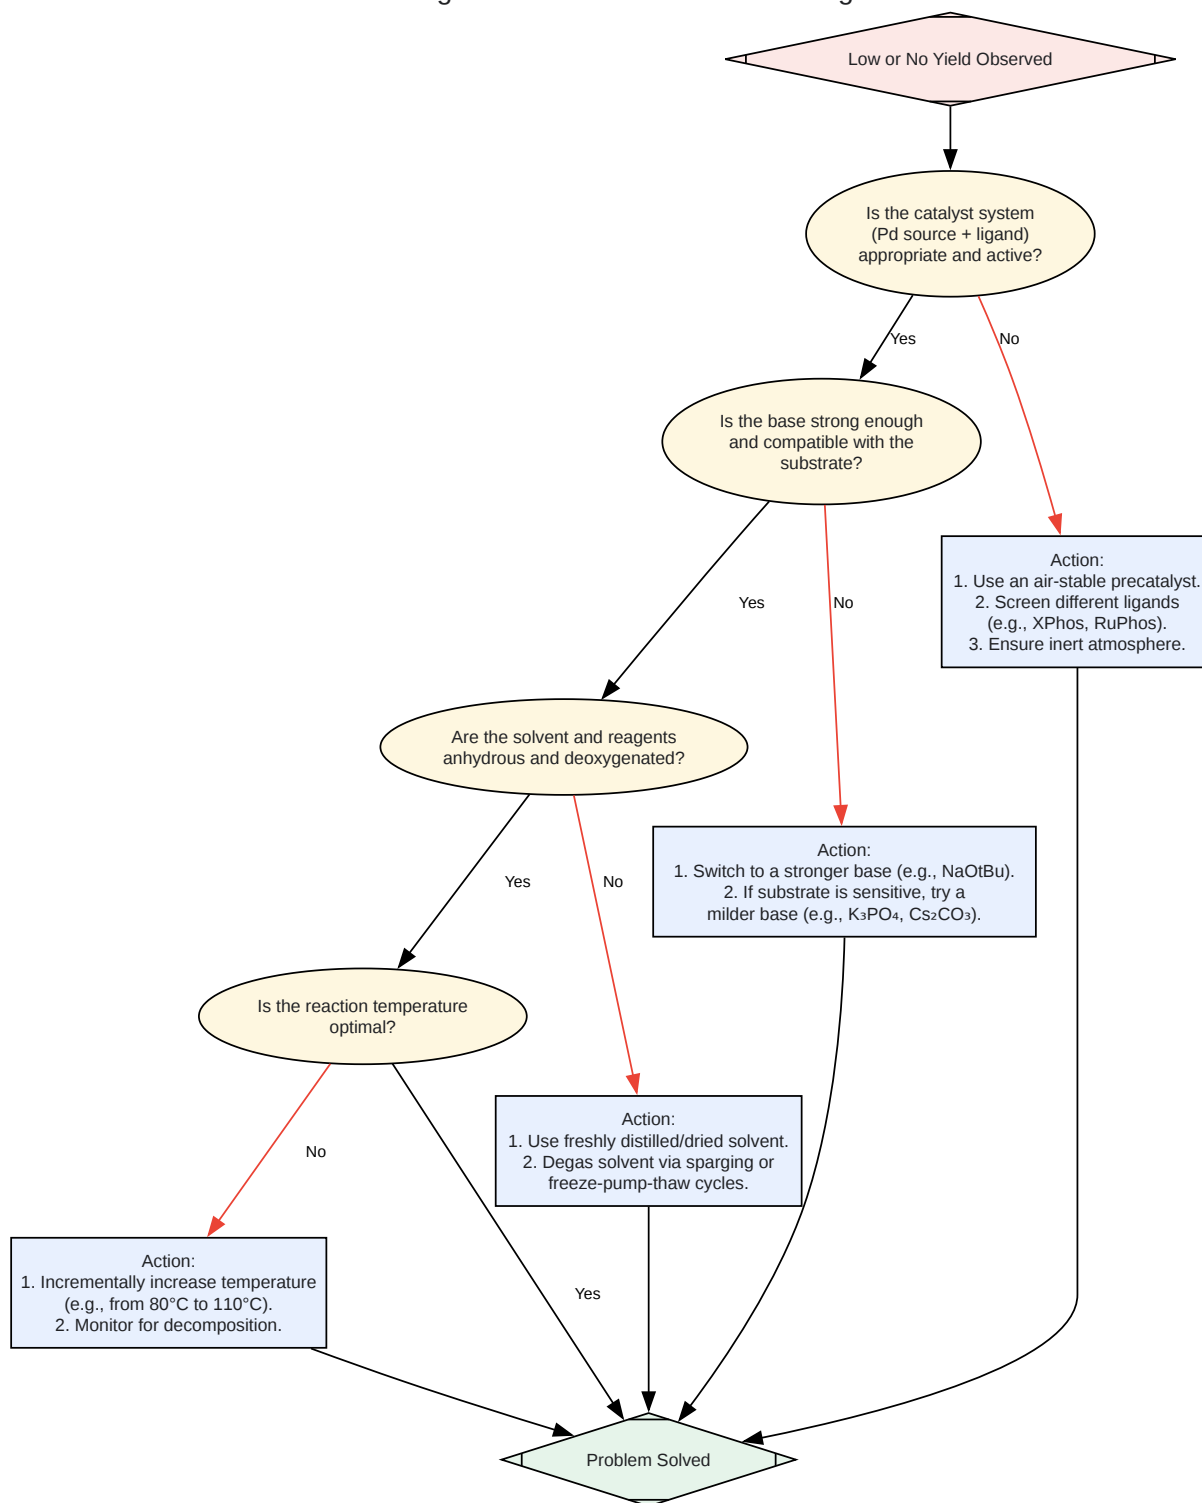 Low or No Yield Observed
Is the catalyst system
(Pd source + ligand)
appropriate and active?
Yes
No
Is the base strong enough
and compatible with the
substrate?
Yes
No
Action:
1. Use an air-stable precatalyst.
2. Screen different ligands
(e.g., XPhos, RuPhos).
3. Ensure inert atmosphere.
Are the solvent and reagents
anhydrous and deoxygenated?
Yes
No
Action:
1. Switch to a stronger base (e.g., NaOtBu).
2. If substrate is sensitive, try a
milder base (e.g., K₃PO₄, Cs₂CO₃).
Is the reaction temperature
optimal?
No
Yes
Action:
1. Use freshly distilled/dried solvent.
2. Degas solvent via sparging or
freeze-pump-thaw cycles.
Action:
1. Incrementally increase temperature
(e.g., from 80°C to 110°C).
2. Monitor for decomposition.
Problem Solved